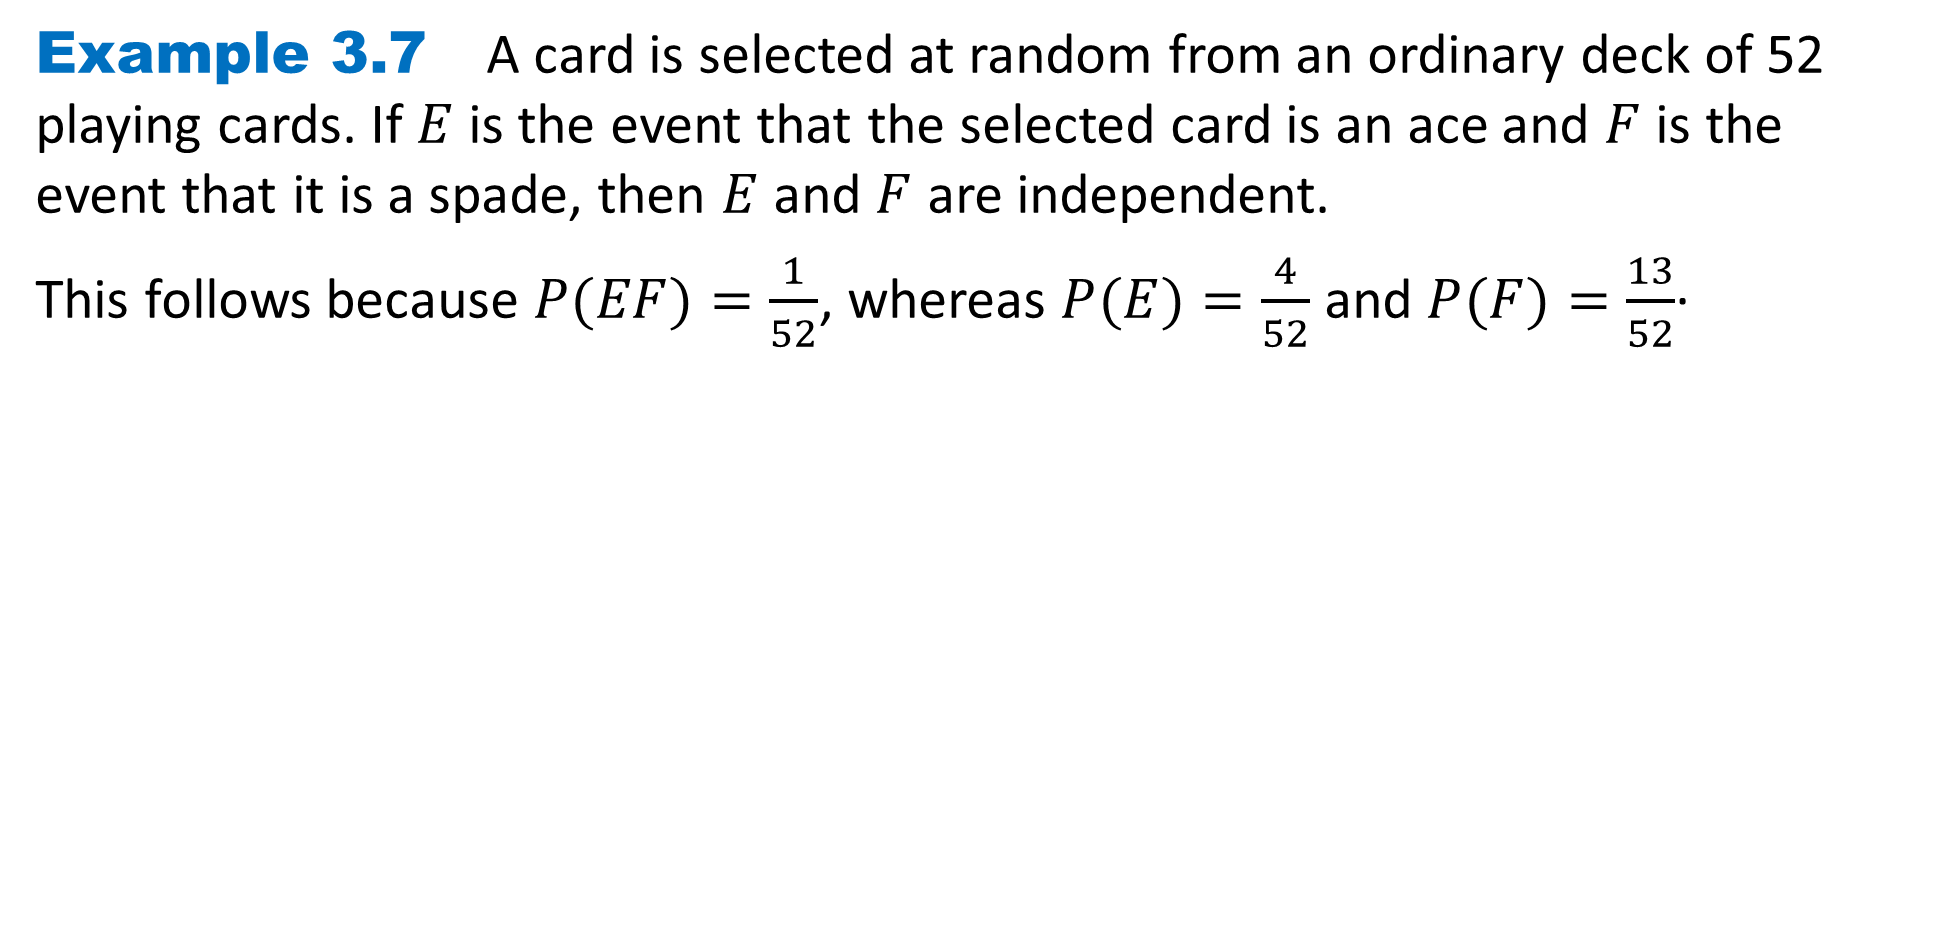 Example 3.7 A card is selected at random from an ordinary deck of 52
playing cards. If E is the event that the selected card is an ace and F is the
event that it is a spade, then E and F are independent.
This follows because P(EF) = 1/52, whereas P(E) = 4/52 and P(F) = 13/52.